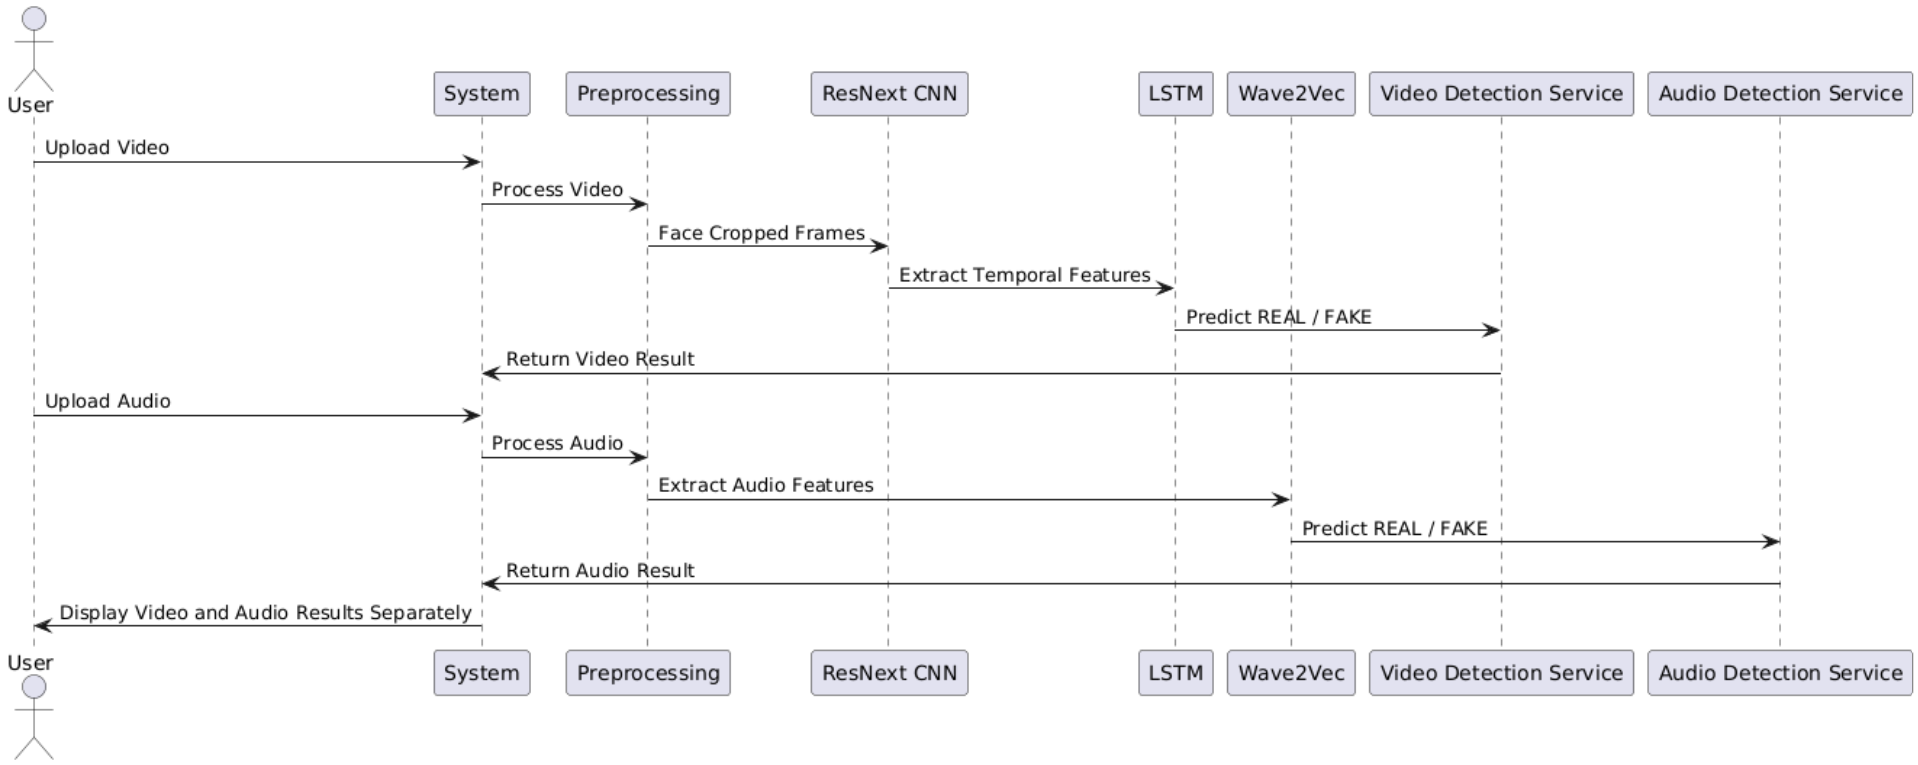 User
System
Preprocessing
ResNext CNN
LSTM
Wave2Vec
Video Detection Service
Audio Detection Service
Upload Video
Process Video
Face Cropped Frames
Extract Temporal Features
Predict REAL / FAKE
Return Video Result
Upload Audio
Process Audio
Extract Audio Features
Predict REAL / FAKE
Return Audio Result
Display Video and Audio Results Separately
User
System
Preprocessing
ResNext CNN
LSTM
Wave2Vec
Video Detection Service
Audio Detection Service